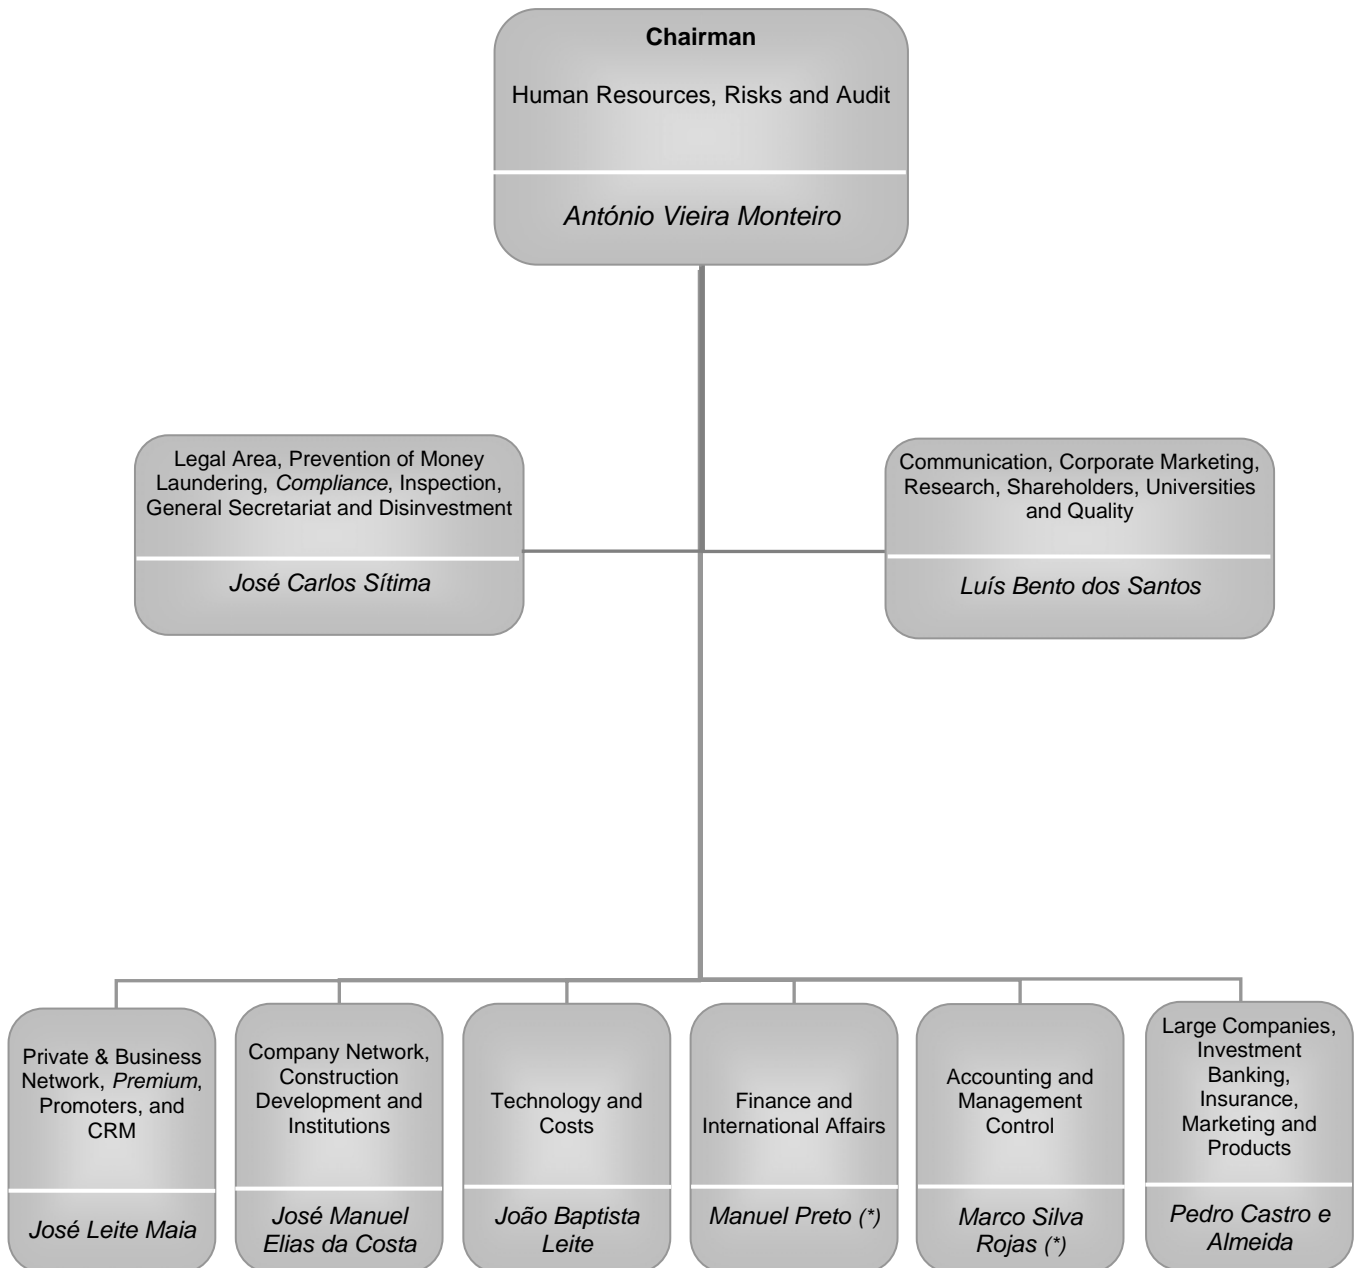 Chairman
Human Resources, Risks and Audit
António Vieira Monteiro
Legal Area, Prevention of Money
Laundering, Compliance, Inspection,
General Secretariat and Disinvestment
José Carlos Sítima
Communication, Corporate Marketing,
Research, Shareholders, Universities
and Quality
Luís Bento dos Santos
Private & Business
Network, Premium,
Promoters, and
CRM
José Leite Maia
Company Network,
Construction
Development and
Institutions
José Manuel
Elias da Costa
Technology and
Costs
João Baptista
Leite
Finance and
International Affairs
Manuel Preto (*)
Accounting and
Management
Control
Marco Silva
Rojas (*)
Large Companies,
Investment
Banking,
Insurance,
Marketing and
Products
Pedro Castro e
Almeida